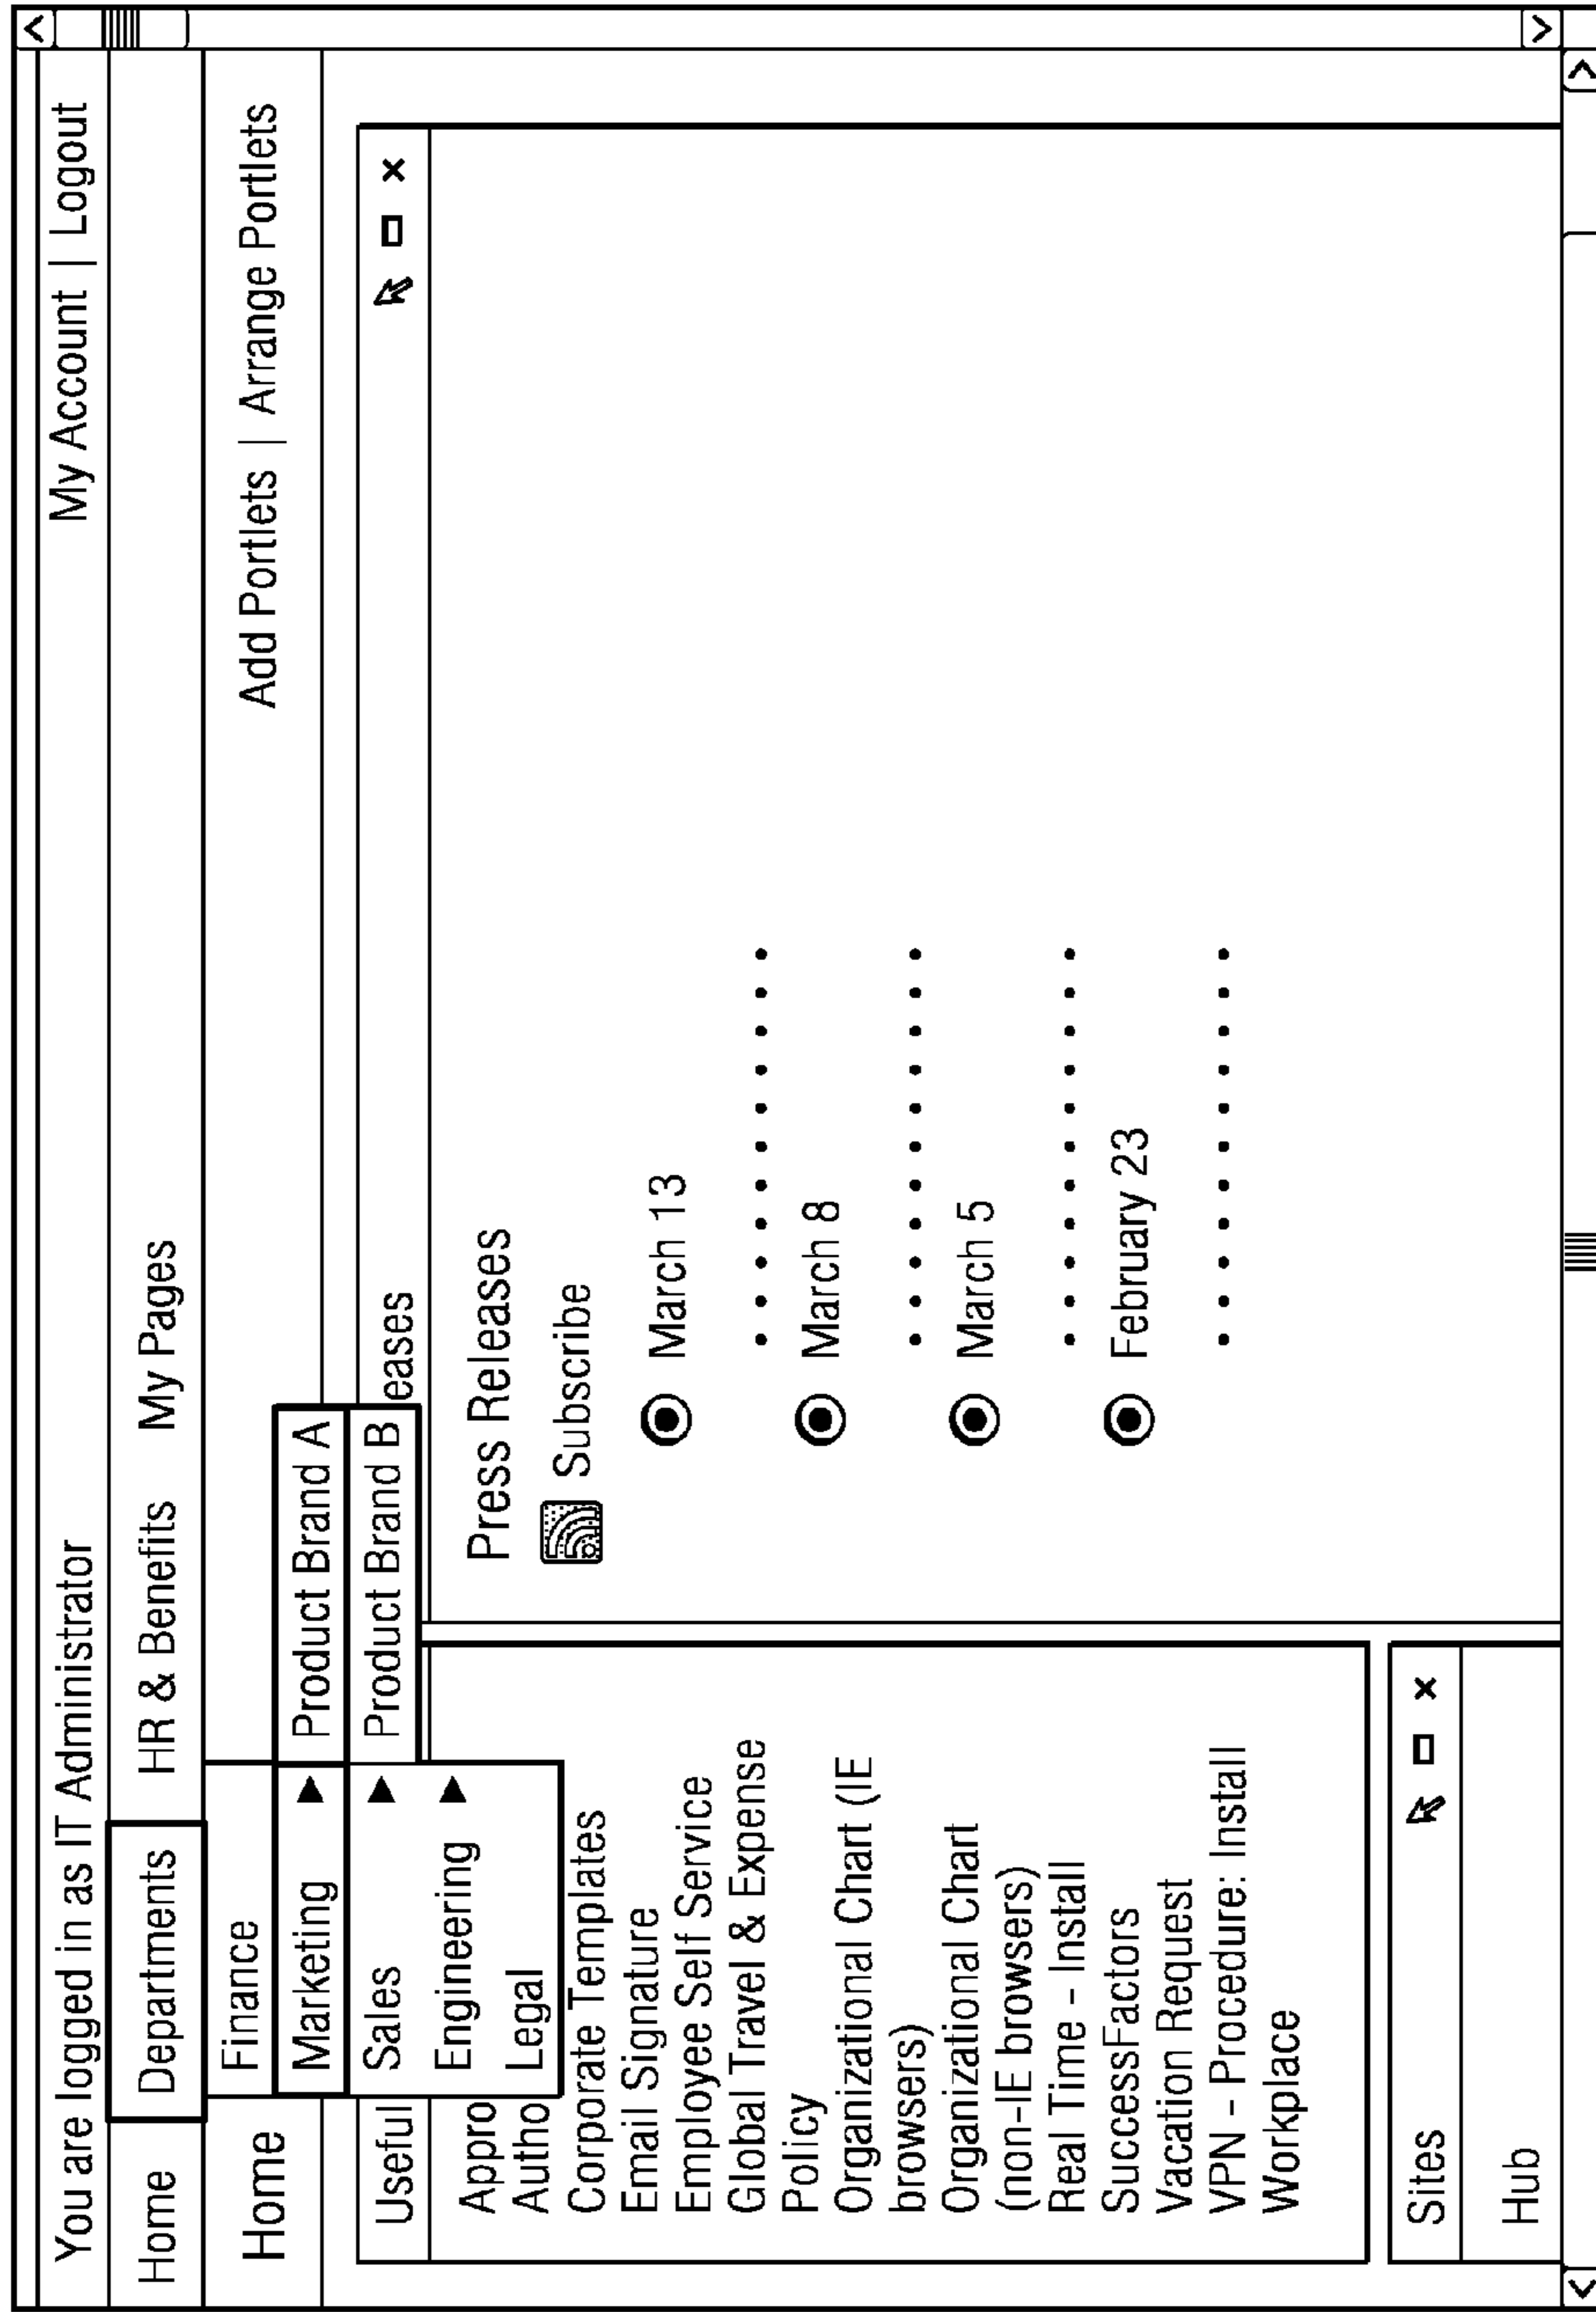 You are logged in as IT Administrator My Account | Logout
Home Departments HR & Benefits My Pages
Home Add Portlets | Arrange Portlets
Finance
Marketing ▶ Product Brand A
Sales ▶ Product Brand B
Engineering ▶
Legal
Useful
Appro
Autho
Corporate Templates
Email Signature
Employee Self Service
Global Travel & Expense
Policy
Organizational Chart (IE
browsers)
Organizational Chart
(non-IE browsers)
Real Time - Install
SuccessFactors
Vacation Request
VPN - Procedure: Install
Workplace
Sites
Hub
eases
Press Releases
Subscribe
March 13
. . . . . . . . . . .
March 8
. . . . . . . . . . .
March 5
. . . . . . . . . . .
February 23
. . . . . . . . . . .